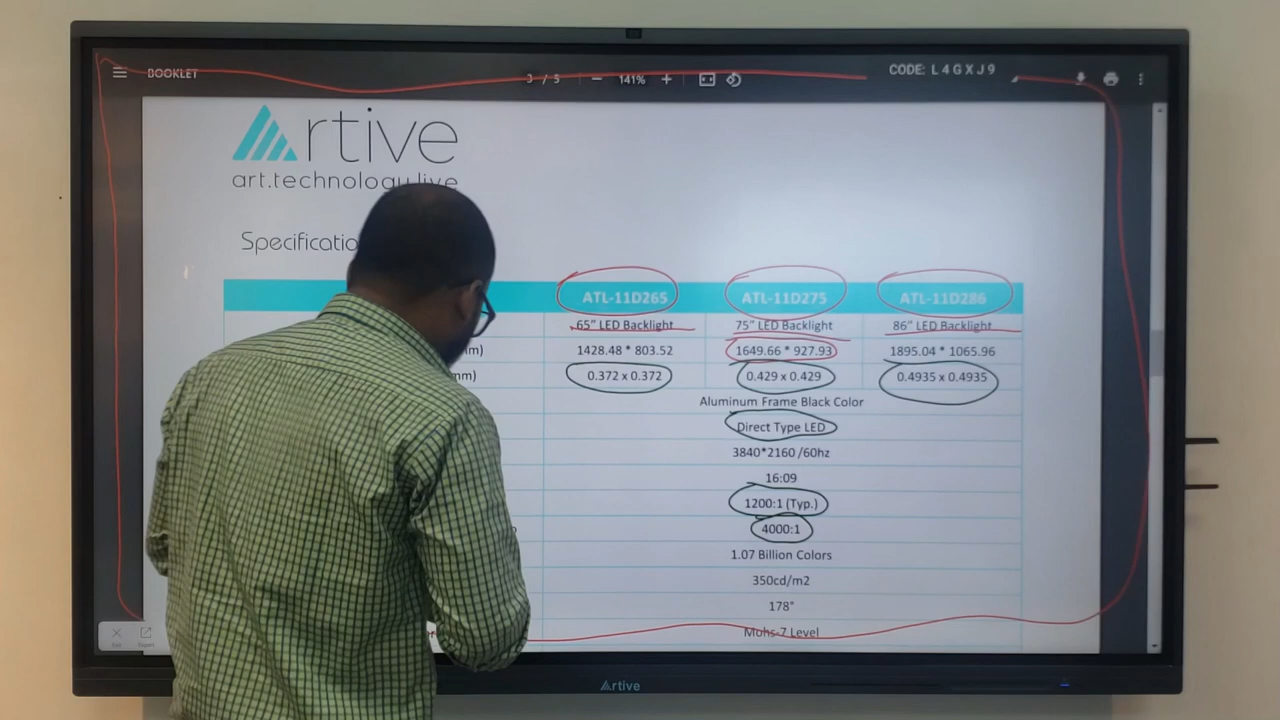 BOOKLET 3 / 5 — 141% + CODE: L 4 G X J 9
Artive
art.technology.live
Specificatio
ATL-11D265 ATL-11D275 ATL-11D286
65" LED Backlight 75" LED Backlight 86" LED Backlight
mm) 1428.48 * 803.52 1649.66 * 927.93 1895.04 * 1065.96
mm) 0.372 x 0.372 0.429 x 0.429 0.4935 x 0.4935
Aluminum Frame Black Color
Direct Type LED
3840*2160 /60hz
16:09
1200:1 (Typ.)
4000:1
1.07 Billion Colors
350cd/m2
178°
Mohs-7 Level
Exit Export
Artive